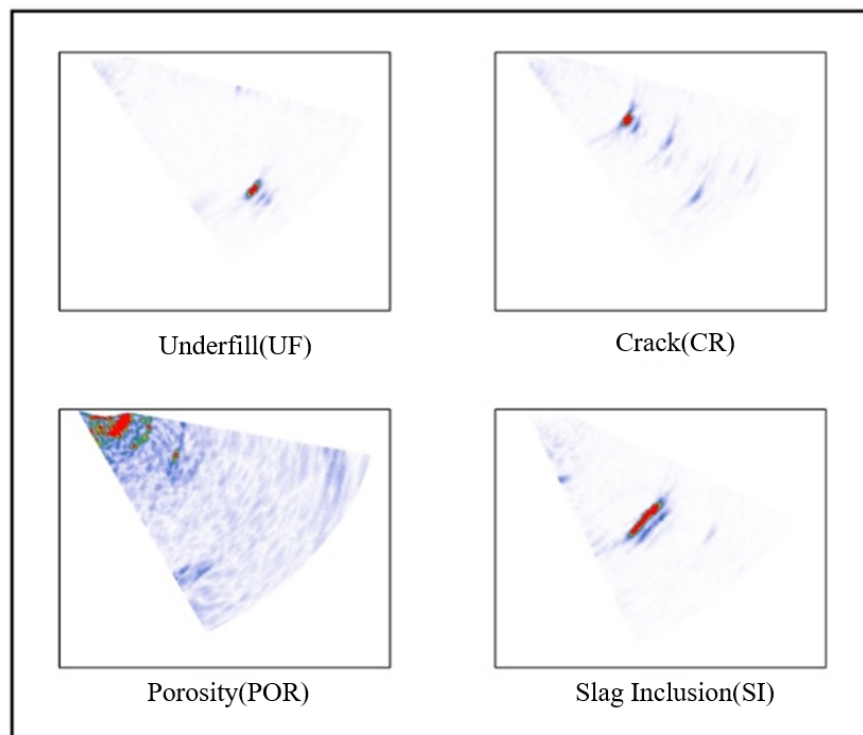 Underfill(UF)
Crack(CR)
Porosity(POR)
Slag Inclusion(SI)